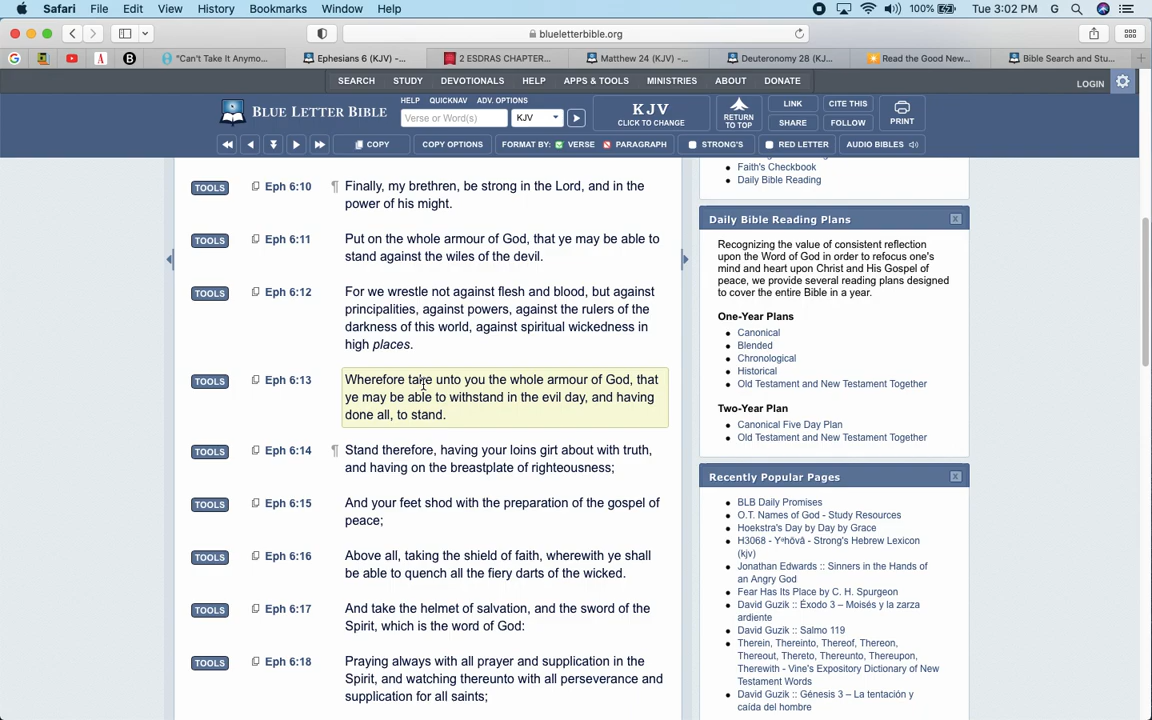 Safari File Edit View History Bookmarks Window Help 100% Tue 3:02 PM G
blueletterbible.org
"Can't Take It Anymo... Ephesians 6 (KJV) -... 2 ESDRAS CHAPTER... Matthew 24 (KJV) -... Deuteronomy 28 (KJ... Read the Good New... Bible Search and Stu...
SEARCH STUDY DEVOTIONALS HELP APPS & TOOLS MINISTRIES ABOUT DONATE LOGIN
BLUE LETTER BIBLE
HELP QUICKNAV ADV. OPTIONS
Verse or Word(s) KJV
KJV
CLICK TO CHANGE
RETURN
TO TOP
LINK CITE THIS
SHARE FOLLOW
PRINT
COPY COPY OPTIONS FORMAT BY: VERSE PARAGRAPH STRONG'S RED LETTER AUDIO BIBLES
TOOLS Eph 6:10 ¶ Finally, my brethren, be strong in the Lord, and in the
power of his might.
TOOLS Eph 6:11 Put on the whole armour of God, that ye may be able to
stand against the wiles of the devil.
TOOLS Eph 6:12 For we wrestle not against flesh and blood, but against
principalities, against powers, against the rulers of the
darkness of this world, against spiritual wickedness in
high places.
TOOLS Eph 6:13 Wherefore take unto you the whole armour of God, that
ye may be able to withstand in the evil day, and having
done all, to stand.
TOOLS Eph 6:14 ¶ Stand therefore, having your loins girt about with truth,
and having on the breastplate of righteousness;
TOOLS Eph 6:15 And your feet shod with the preparation of the gospel of
peace;
TOOLS Eph 6:16 Above all, taking the shield of faith, wherewith ye shall
be able to quench all the fiery darts of the wicked.
TOOLS Eph 6:17 And take the helmet of salvation, and the sword of the
Spirit, which is the word of God:
TOOLS Eph 6:18 Praying always with all prayer and supplication in the
Spirit, and watching thereunto with all perseverance and
supplication for all saints;
Faith's Checkbook
Daily Bible Reading
Daily Bible Reading Plans
Recognizing the value of consistent reflection
upon the Word of God in order to refocus one's
mind and heart upon Christ and His Gospel of
peace, we provide several reading plans designed
to cover the entire Bible in a year.
One-Year Plans
Canonical
Blended
Chronological
Historical
Old Testament and New Testament Together
Two-Year Plan
Canonical Five Day Plan
Old Testament and New Testament Together
Recently Popular Pages
BLB Daily Promises
O.T. Names of God - Study Resources
Hoekstra's Day by Day by Grace
H3068 - Yᵉhōvâ - Strong's Hebrew Lexicon
(kjv)
Jonathan Edwards :: Sinners in the Hands of
an Angry God
Fear Has Its Place by C. H. Spurgeon
David Guzik :: Éxodo 3 – Moisés y la zarza
ardiente
David Guzik :: Salmo 119
Therein, Thereinto, Thereof, Thereon,
Thereout, Thereto, Thereunto, Thereupon,
Therewith - Vine's Expository Dictionary of New
Testament Words
David Guzik :: Génesis 3 – La tentación y
caída del hombre